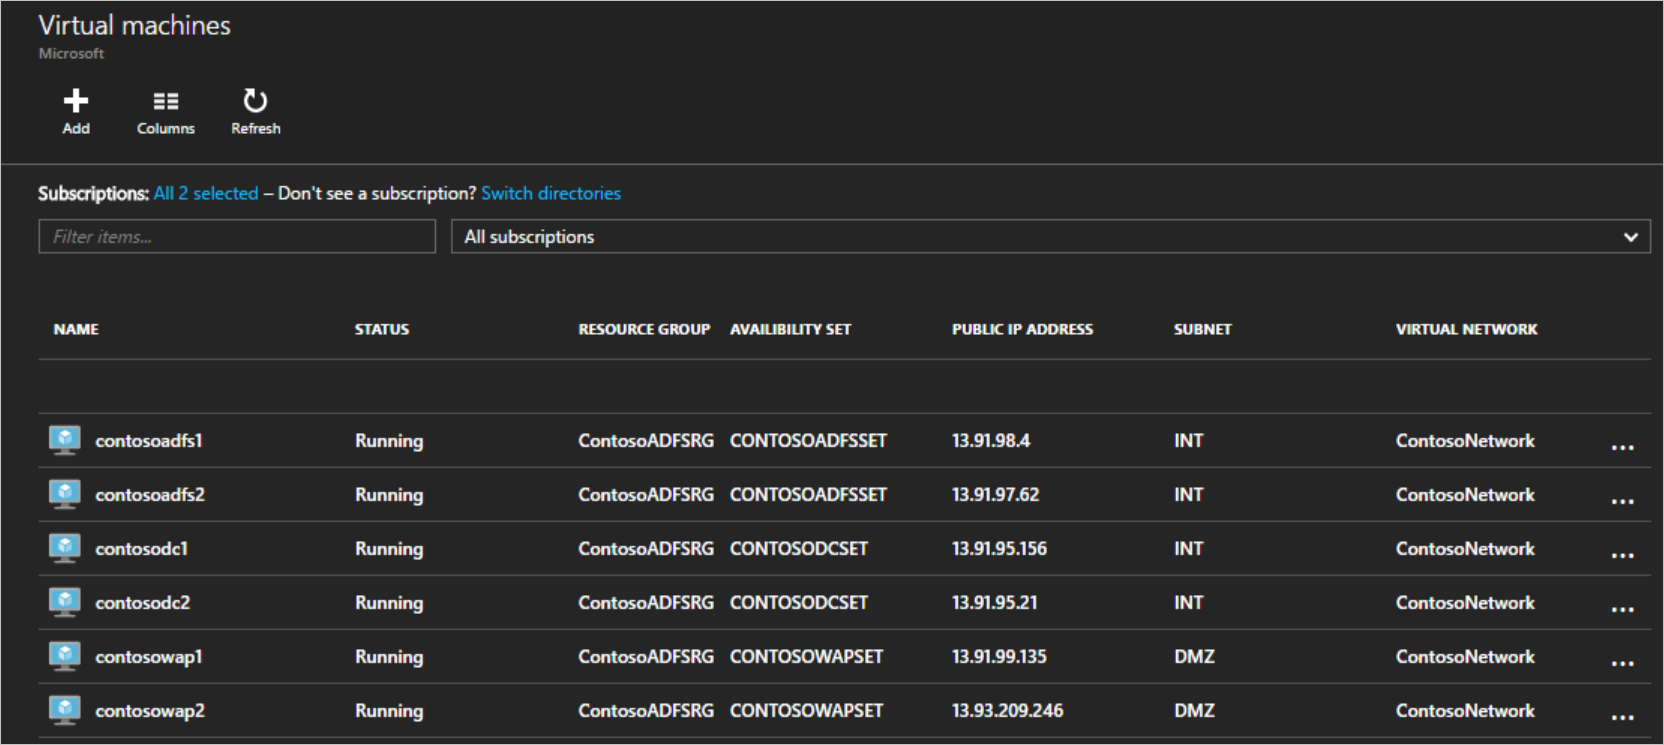 Virtual machines
Microsoft
Add Columns Refresh
Subscriptions: All 2 selected – Don't see a subscription? Switch directories
Filter items... All subscriptions
NAME STATUS RESOURCE GROUP AVAILIBILITY SET PUBLIC IP ADDRESS SUBNET VIRTUAL NETWORK
contosoadfs1 Running ContosoADFSRG CONTOSOADFSSET 13.91.98.4 INT ContosoNetwork ...
contosoadfs2 Running ContosoADFSRG CONTOSOADFSSET 13.91.97.62 INT ContosoNetwork ...
contosodc1 Running ContosoADFSRG CONTOSODCSET 13.91.95.156 INT ContosoNetwork ...
contosodc2 Running ContosoADFSRG CONTOSODCSET 13.91.95.21 INT ContosoNetwork ...
contosowap1 Running ContosoADFSRG CONTOSOWAPSET 13.91.99.135 DMZ ContosoNetwork ...
contosowap2 Running ContosoADFSRG CONTOSOWAPSET 13.93.209.246 DMZ ContosoNetwork ...